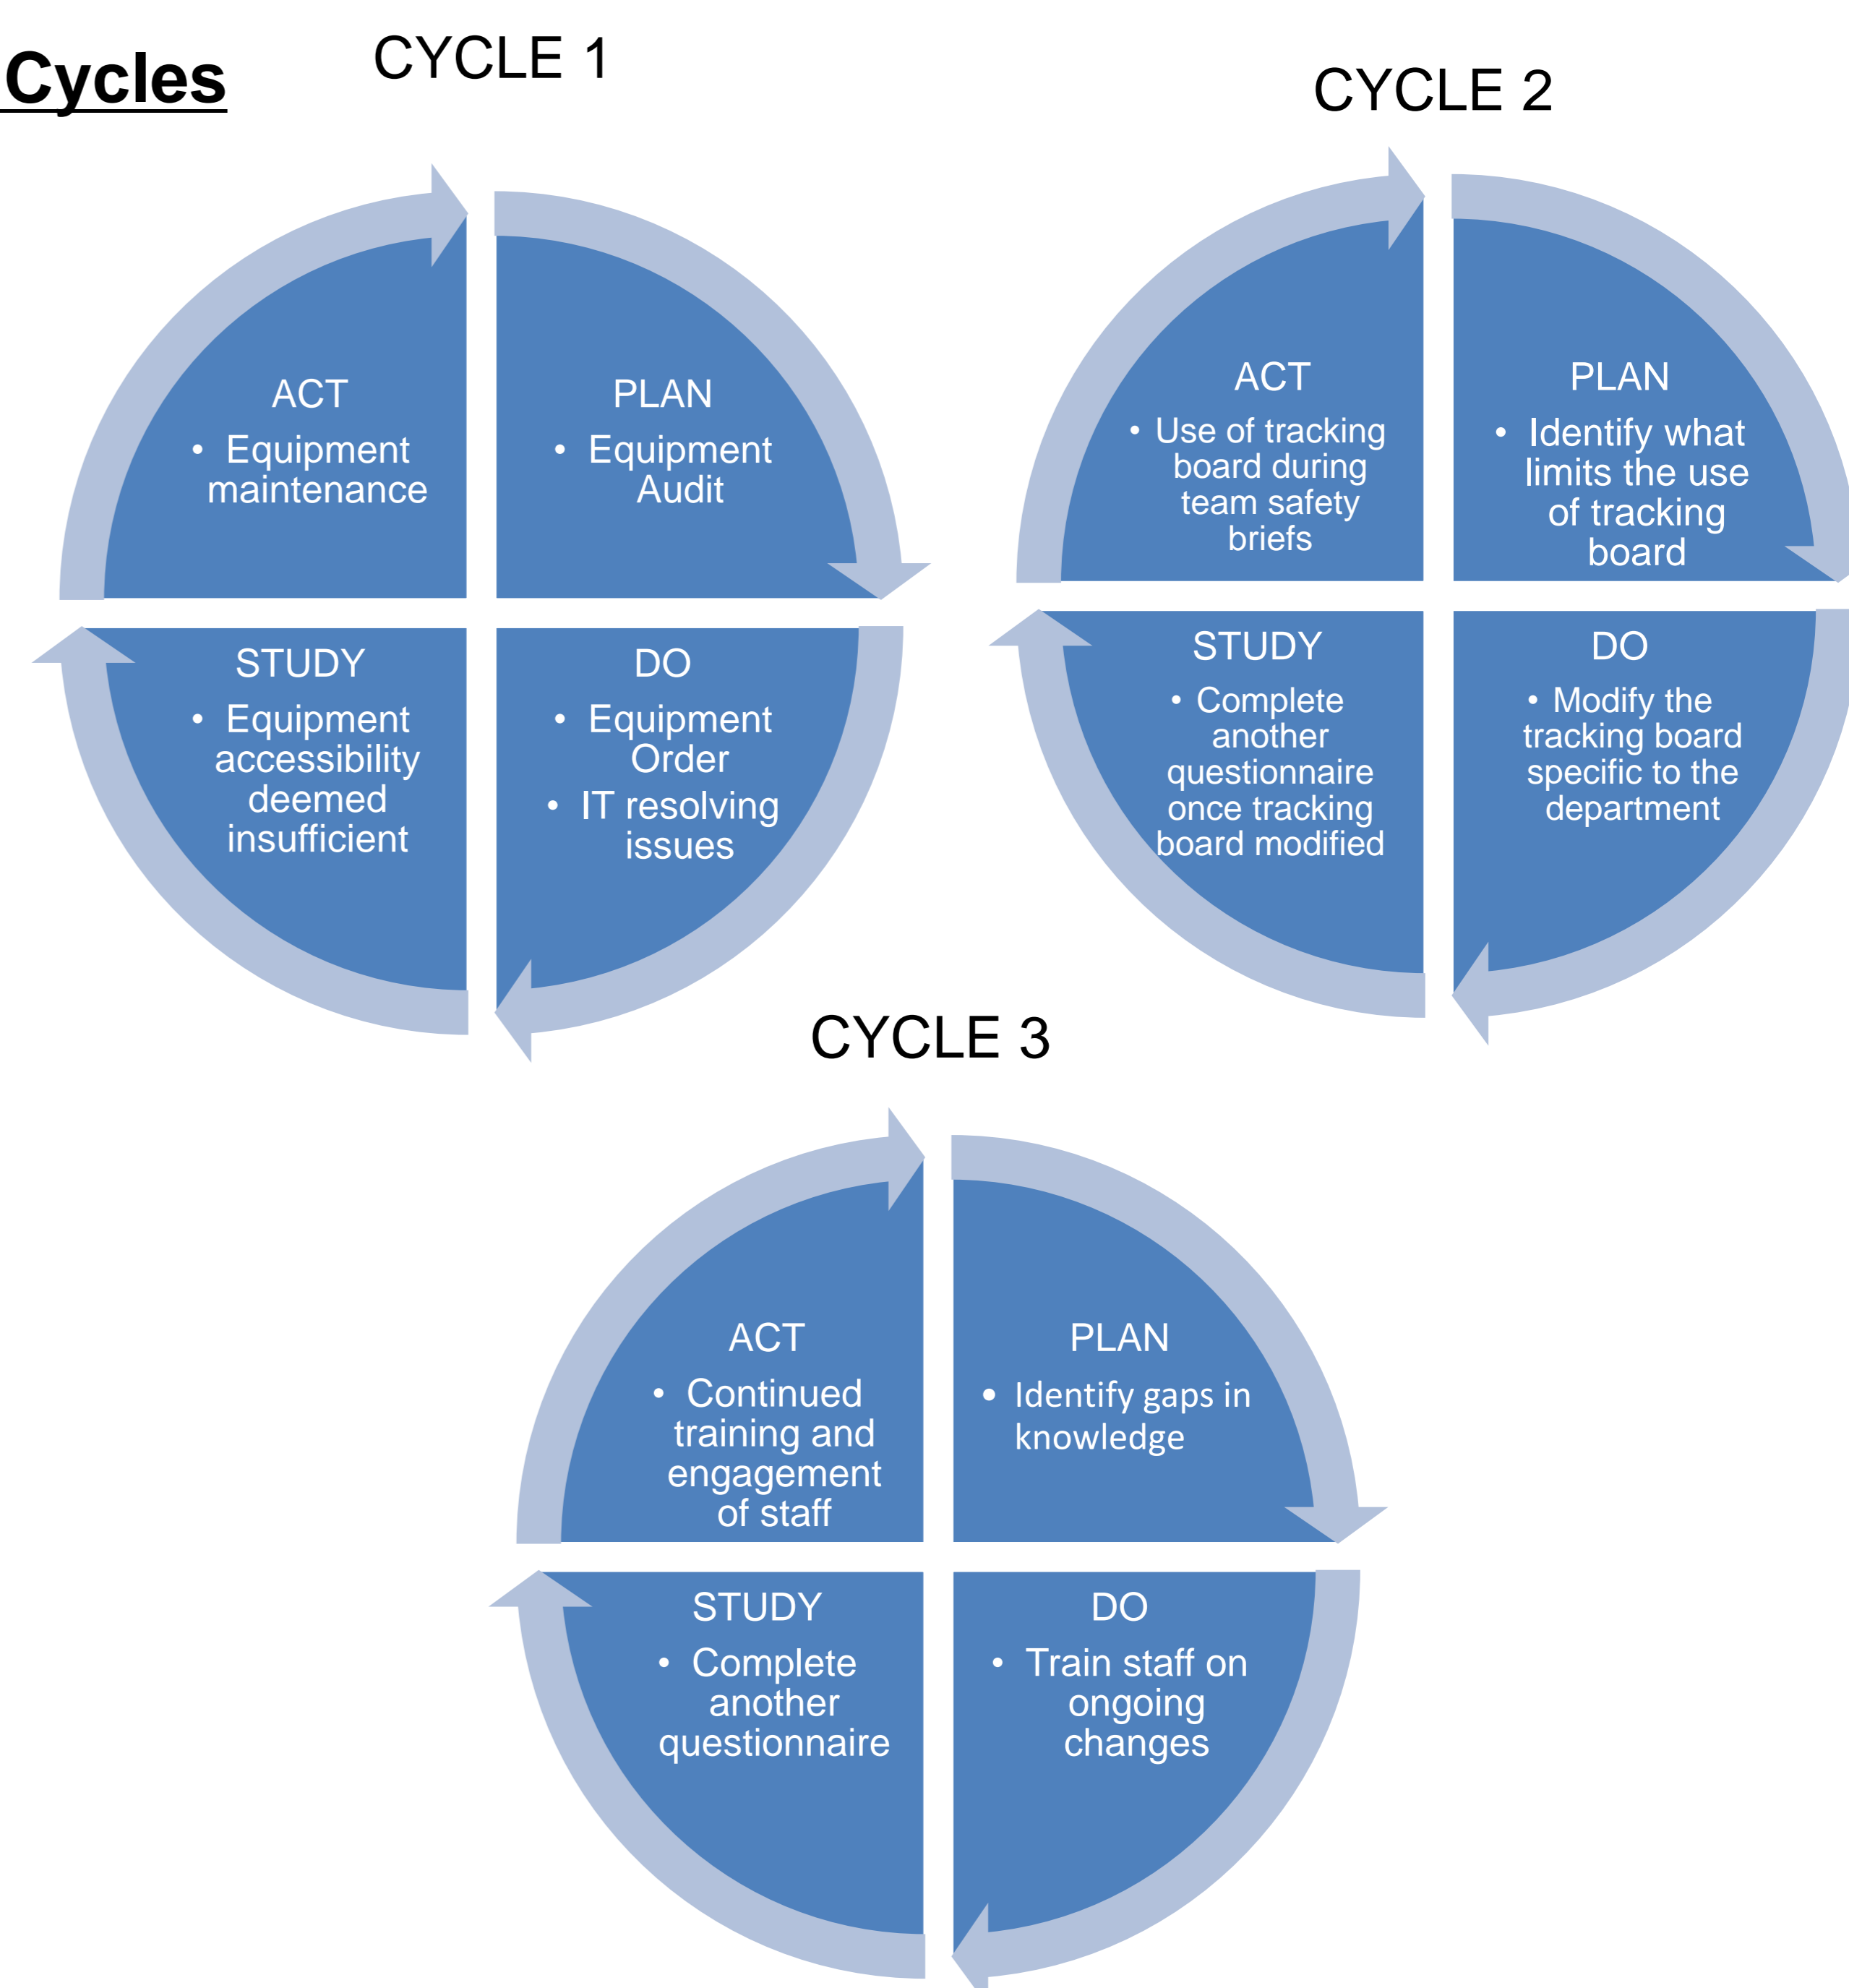 Cycles
CYCLE 1
ACT
• Equipment
maintenance
PLAN
• Equipment
Audit
STUDY
• Equipment
accessibility
deemed
insufficient
DO
• Equipment
Order
• IT resolving
issues
CYCLE 2
ACT
• Use of tracking
board during
team safety
briefs
PLAN
• Identify what
limits the use
of tracking
board
STUDY
• Complete
another
questionnaire
once tracking
board modified
DO
• Modify the
tracking board
specific to the
department
CYCLE 3
ACT
• Continued
training and
engagement
of staff
PLAN
• Identify gaps in
knowledge
STUDY
• Complete
another
questionnaire
DO
• Train staff on
ongoing
changes